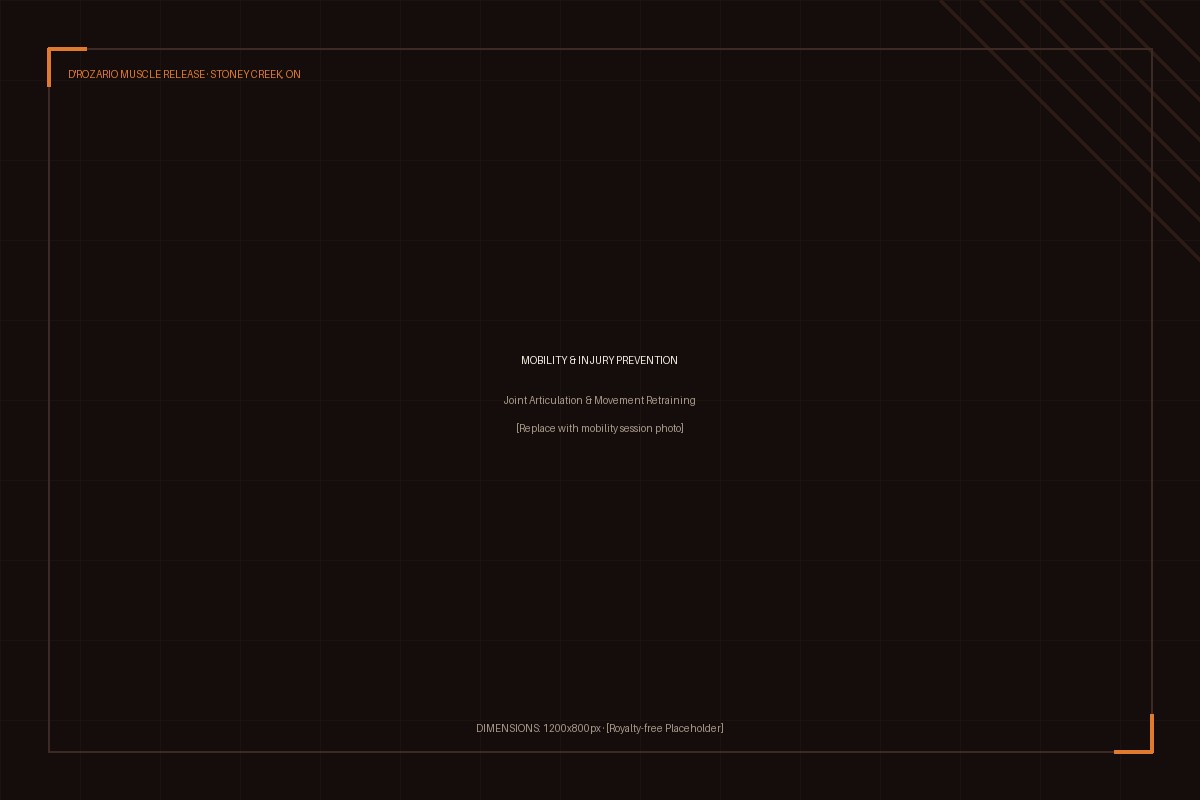 D'ROZARIO MUSCLE RELEASE · STONEY CREEK, ON
MOBILITY & INJURY PREVENTION
Joint Articulation & Movement Retraining
[Replace with mobility session photo]
DIMENSIONS: 1200x800px · [Royalty-free Placeholder]